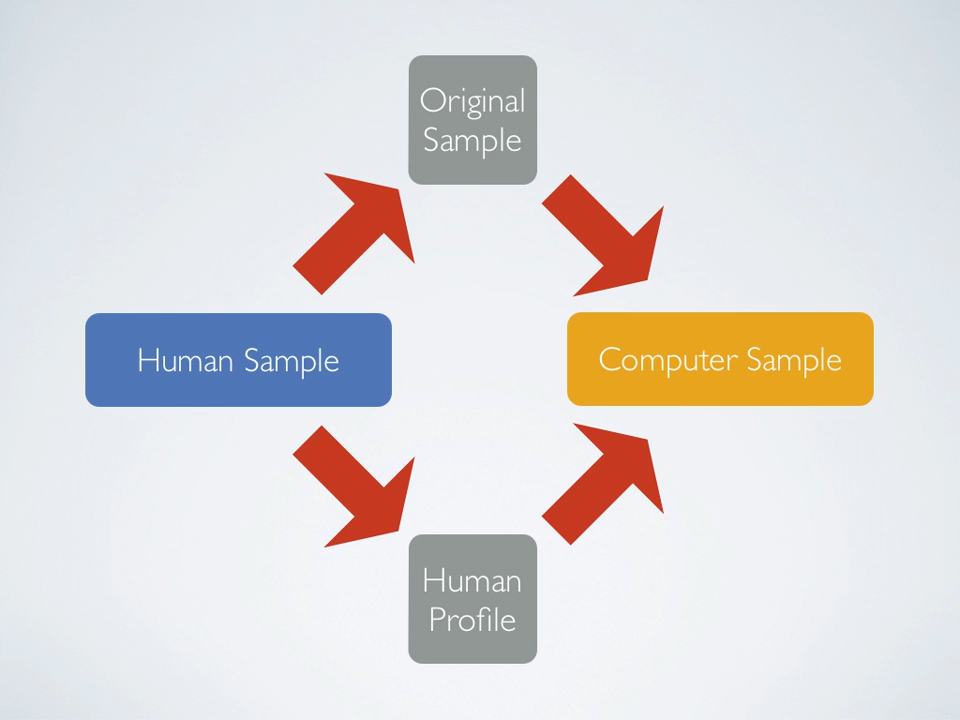 Original
Sample
Human Sample
Computer Sample
Human
Profile